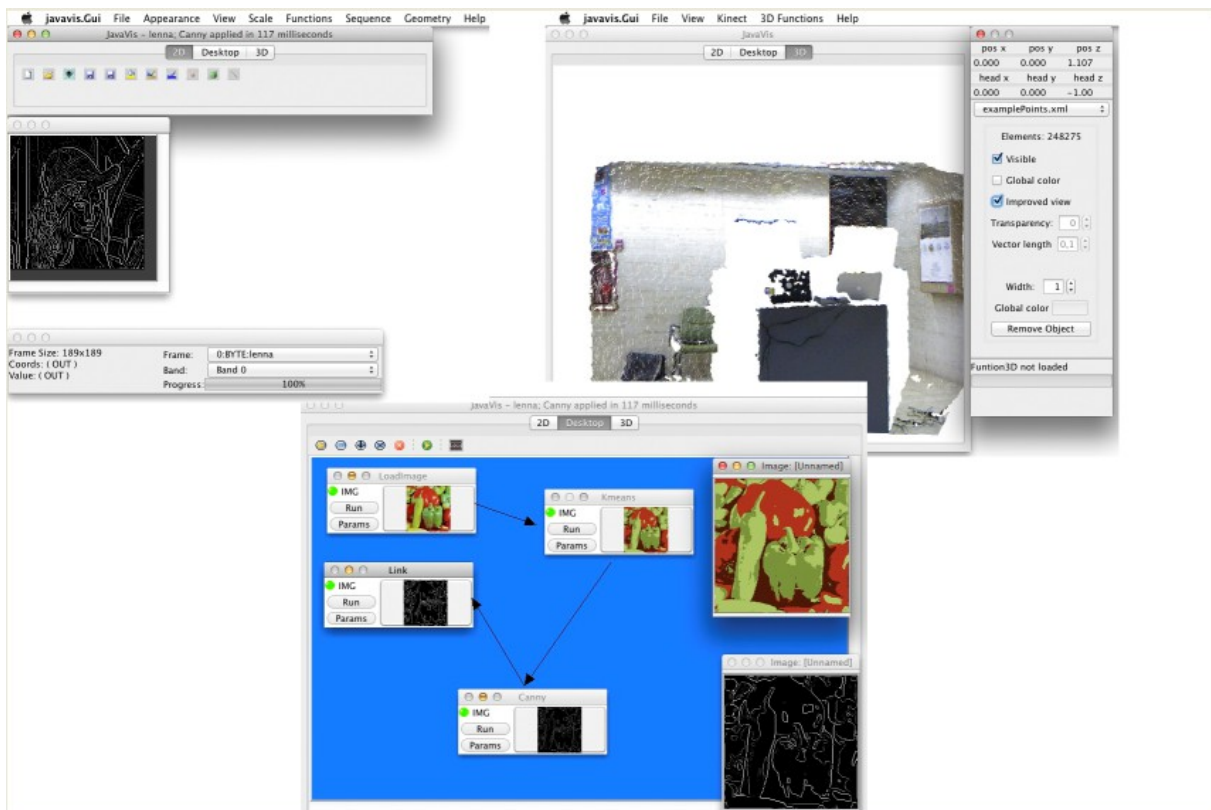 javavis.Gui File Appearance View Scale Functions Sequence Geometry Help
JavaVis - lenna; Canny applied in 117 milliseconds
2D Desktop 3D
Frame Size: 189x189
Coords: ( OUT )
Value: ( OUT )
Frame: 0:BYTE:lenna
Band: Band 0
Progress: 100%
javavis.Gui File View Kinect 3D Functions Help
JavaVis
2D Desktop 3D
pos x pos y pos z
0.000 0.000 1.107
head x head y head z
0.000 0.000 -1.00
examplePoints.xml
Elements: 248275
Visible
Global color
Improved view
Transparency: 0
Vector length 0,1
Width: 1
Global color
Remove Object
Funtion3D not loaded
JavaVis - lenna; Canny applied in 117 milliseconds
2D Desktop 3D
LoadImage
IMG
Run
Params
Kmeans
IMG
Run
Params
Image: [Unnamed]
Link
IMG
Run
Params
Canny
IMG
Run
Params
Image: [Unnamed]